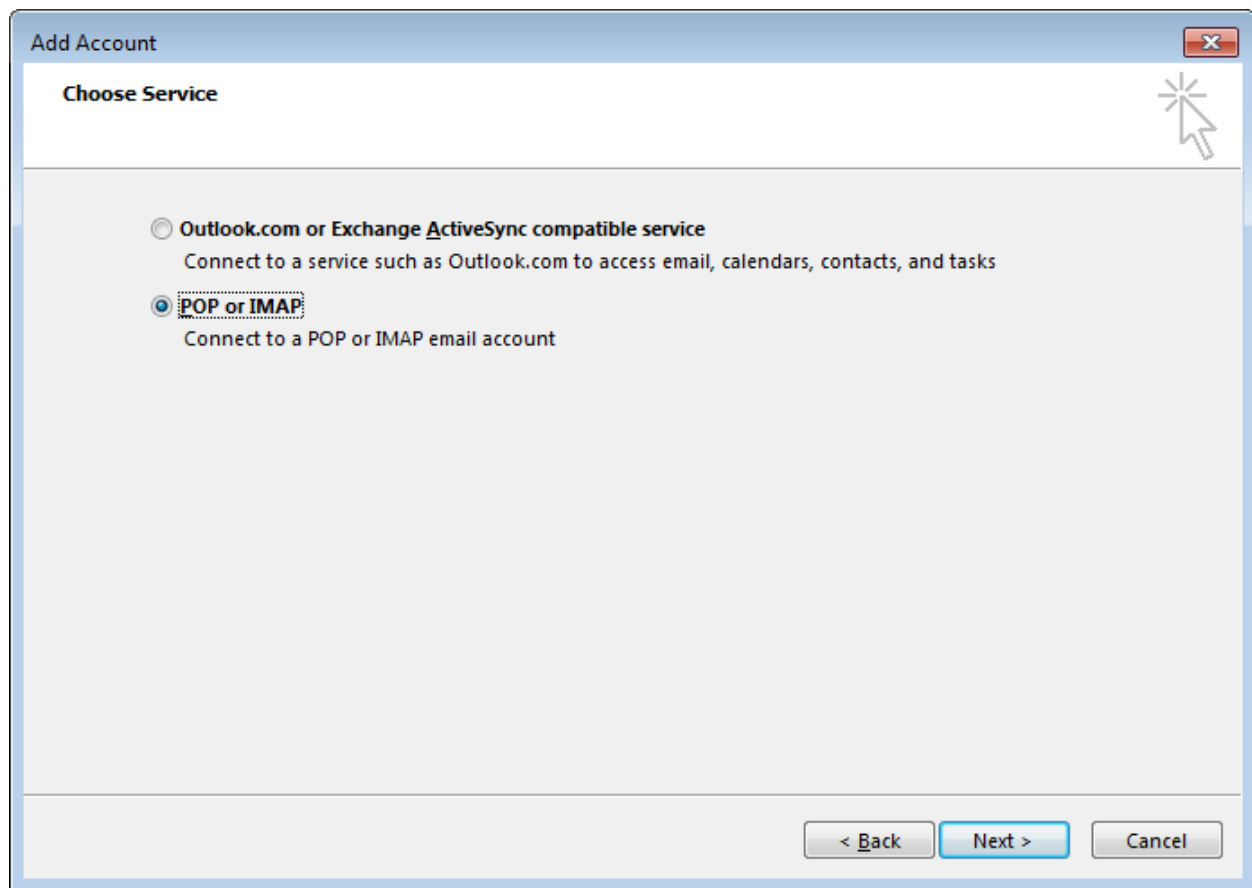 Add Account
Choose Service
Outlook.com or Exchange ActiveSync compatible service
Connect to a service such as Outlook.com to access email, calendars, contacts, and tasks
POP or IMAP
Connect to a POP or IMAP email account
< Back Next > Cancel